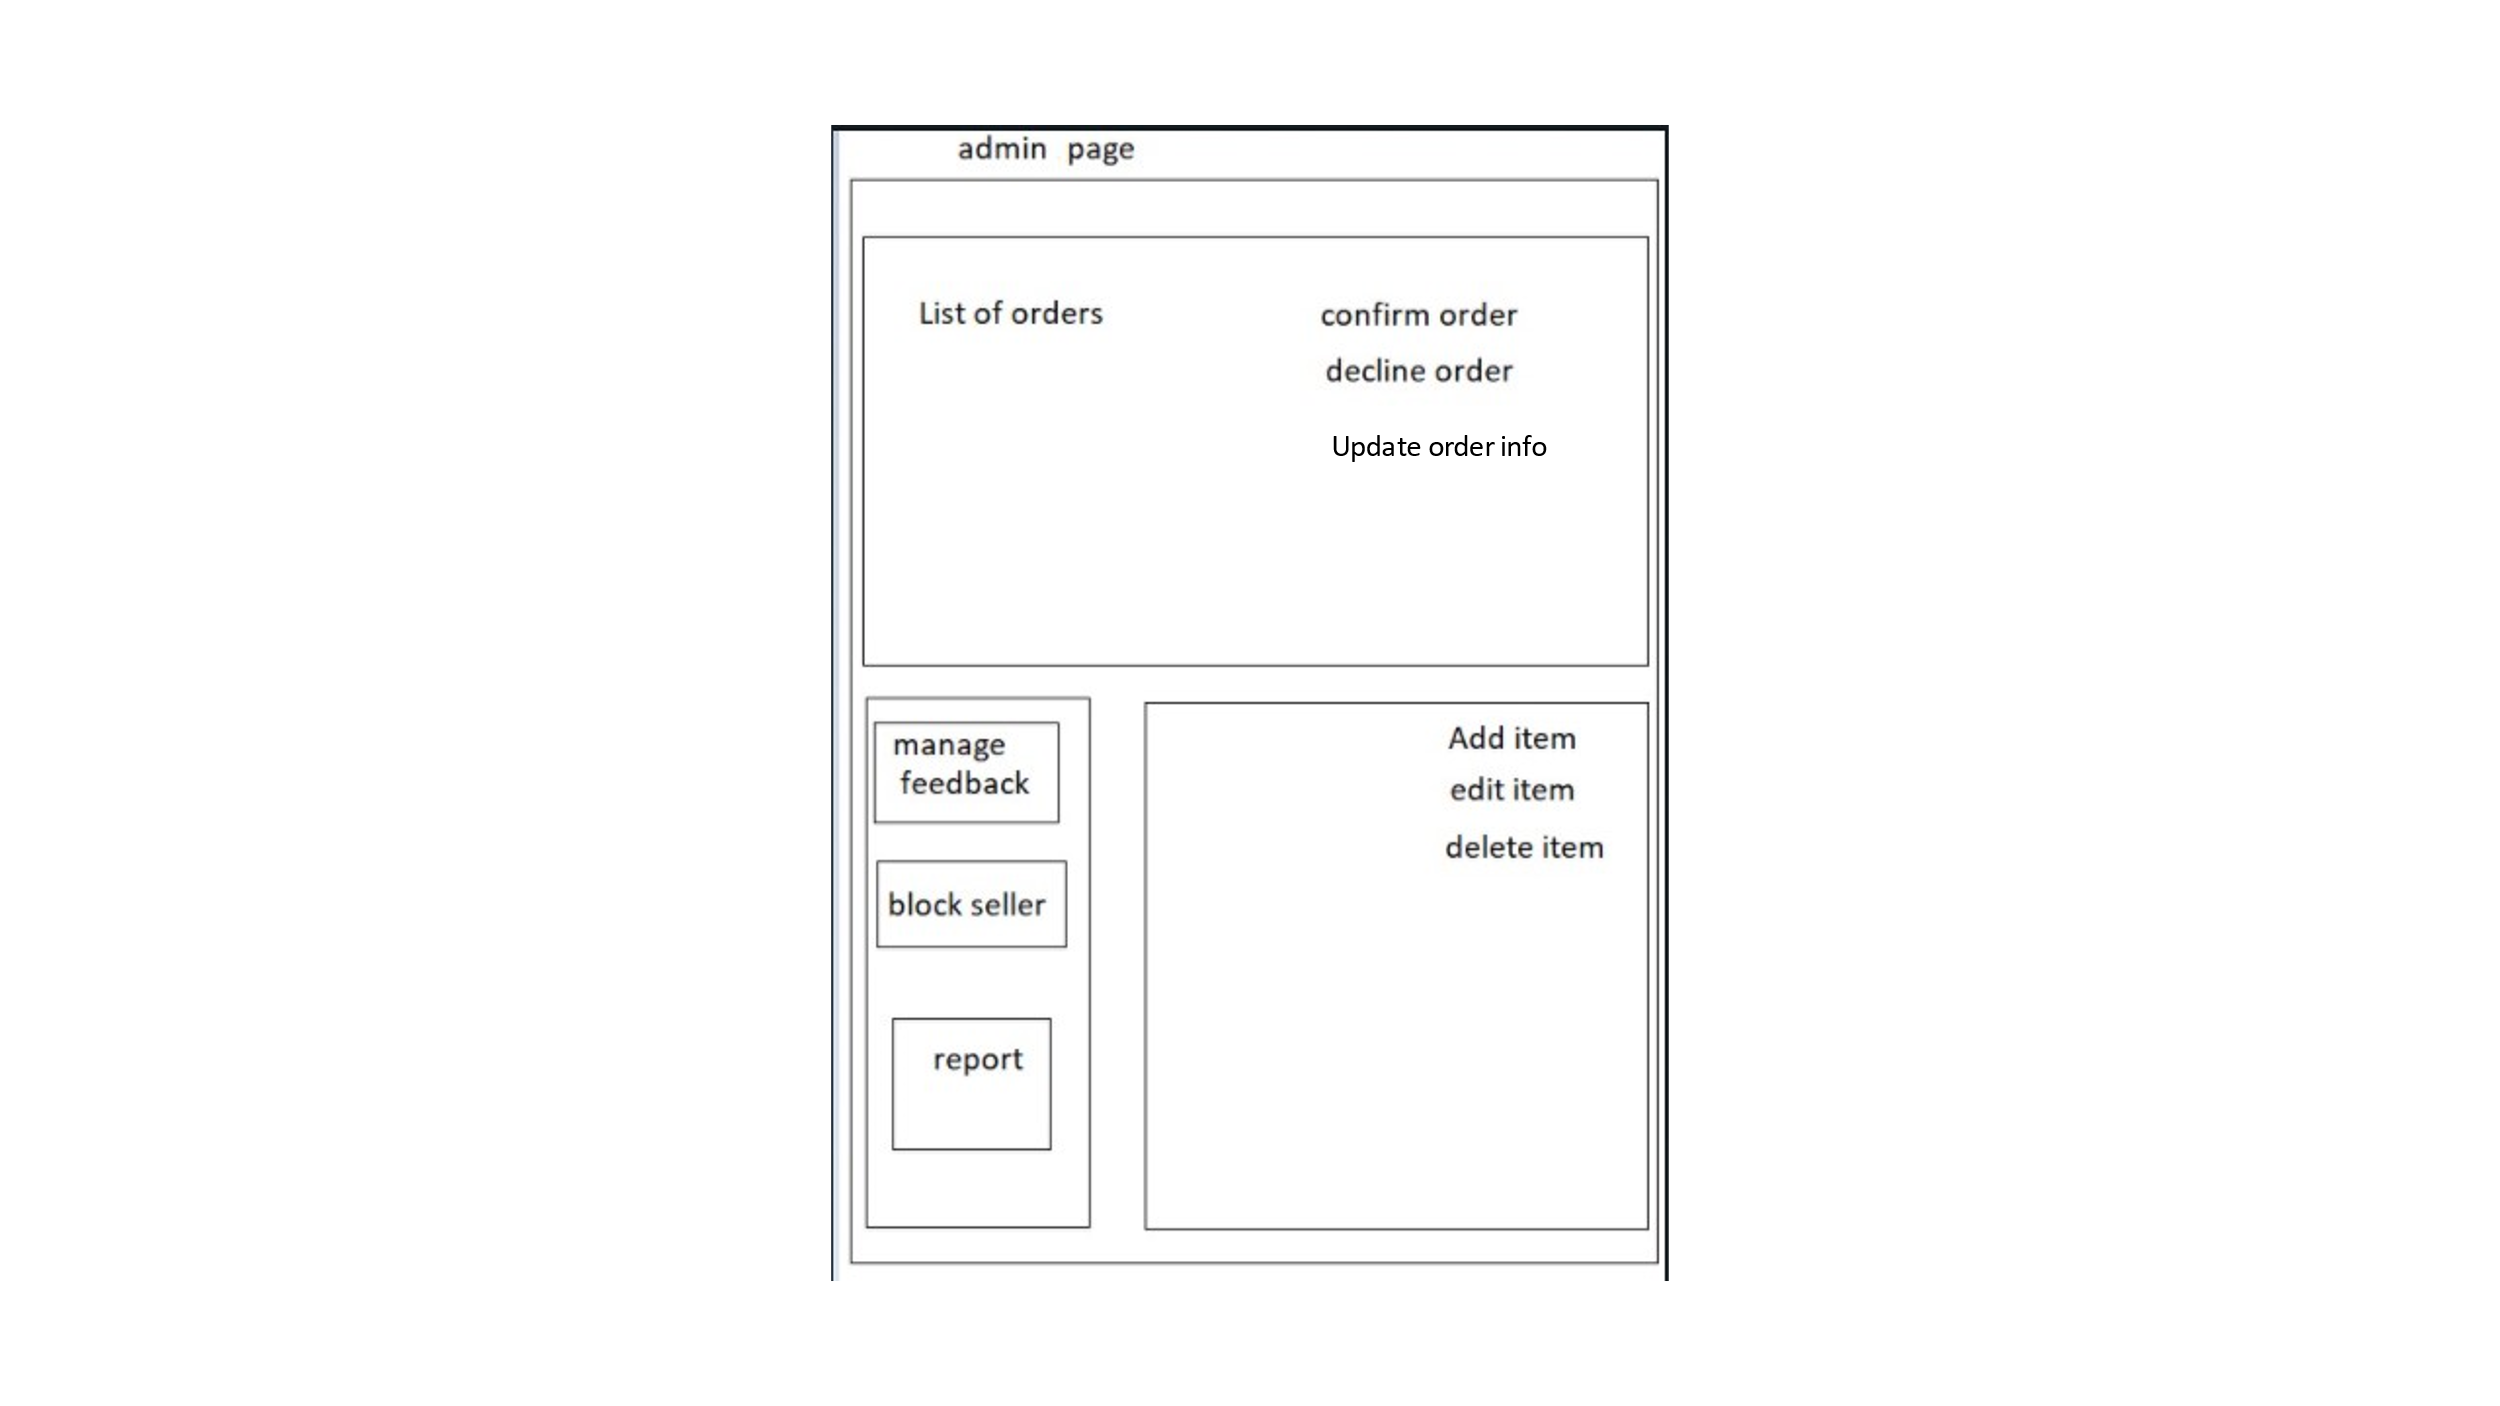 admin page
List of orders
confirm order
decline order
Update order info
manage
feedback
block seller
report
Add item
edit item
delete item